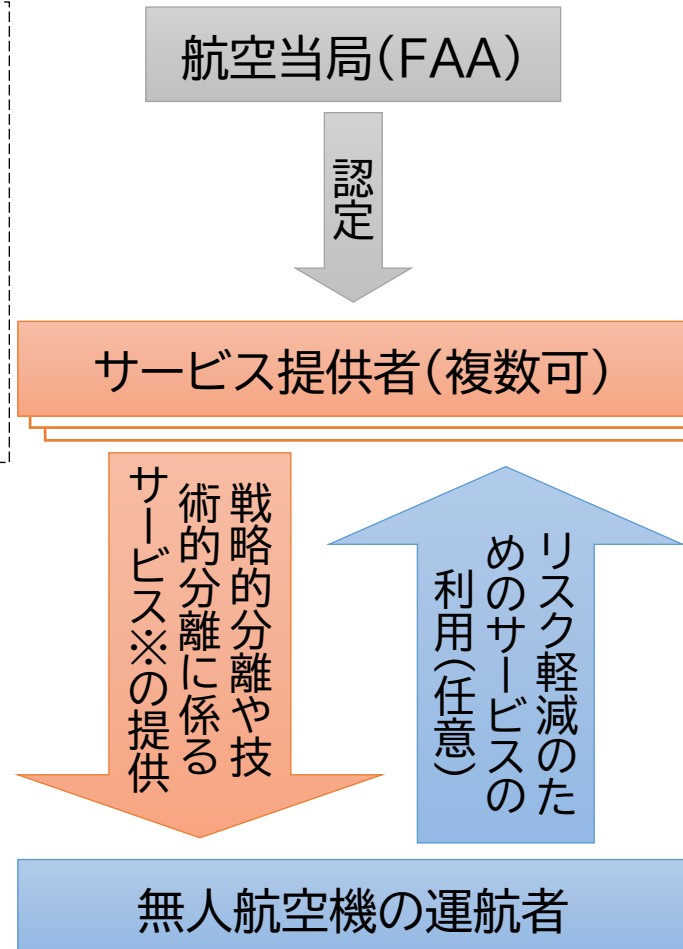 航空当局(FAA)
認定
サービス提供者(複数可)
戦略的分離や技
術的分離に係る
サービス※の提供
リスク軽減のた
めのサービスの
利用(任意)
無人航空機の運航者